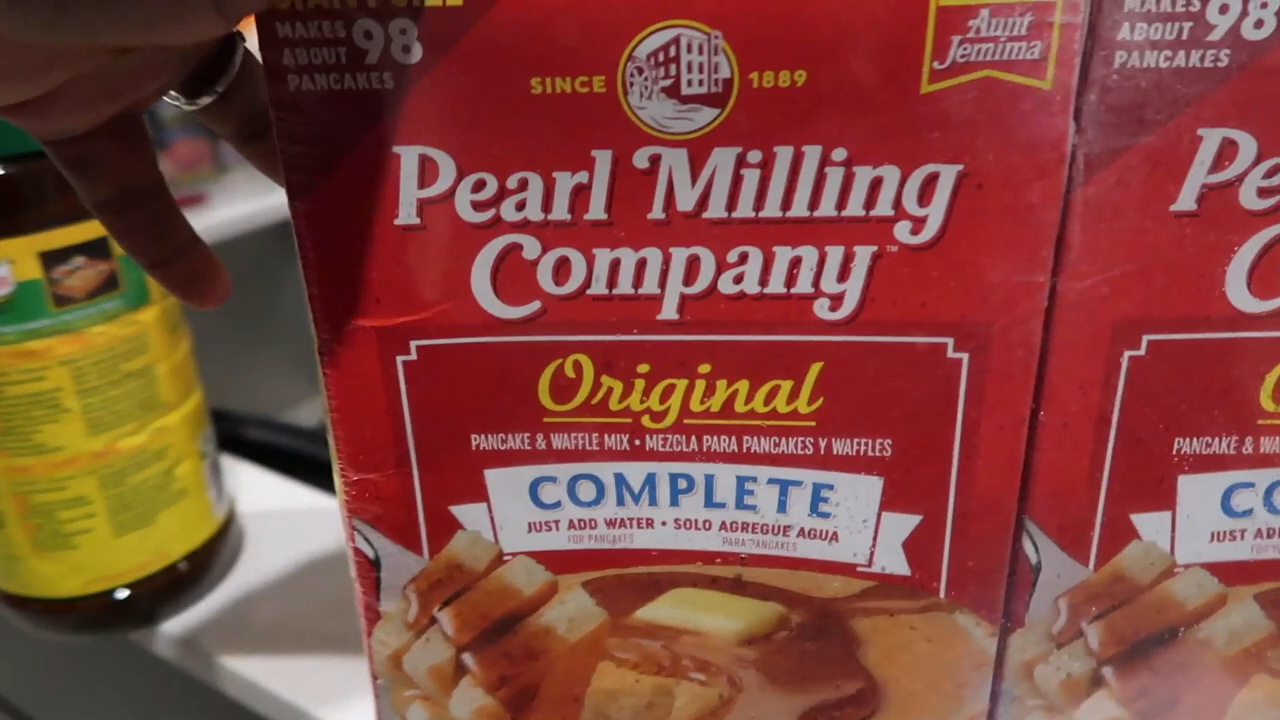 MAKES
ABOUT 98
PANCAKES
SINCE 1889
Aunt
Jemima
Pearl Milling
Company™
Original
PANCAKE & WAFFLE MIX • MEZCLA PARA PANCAKES Y WAFFLES
COMPLETE
JUST ADD WATER • SOLO AGREGUE AGUA
FOR PANCAKES PARA PANCAKES
MAKES
ABOUT 98
PANCAKES
Pe
C
PANCAKE & WA
CO
JUST AD